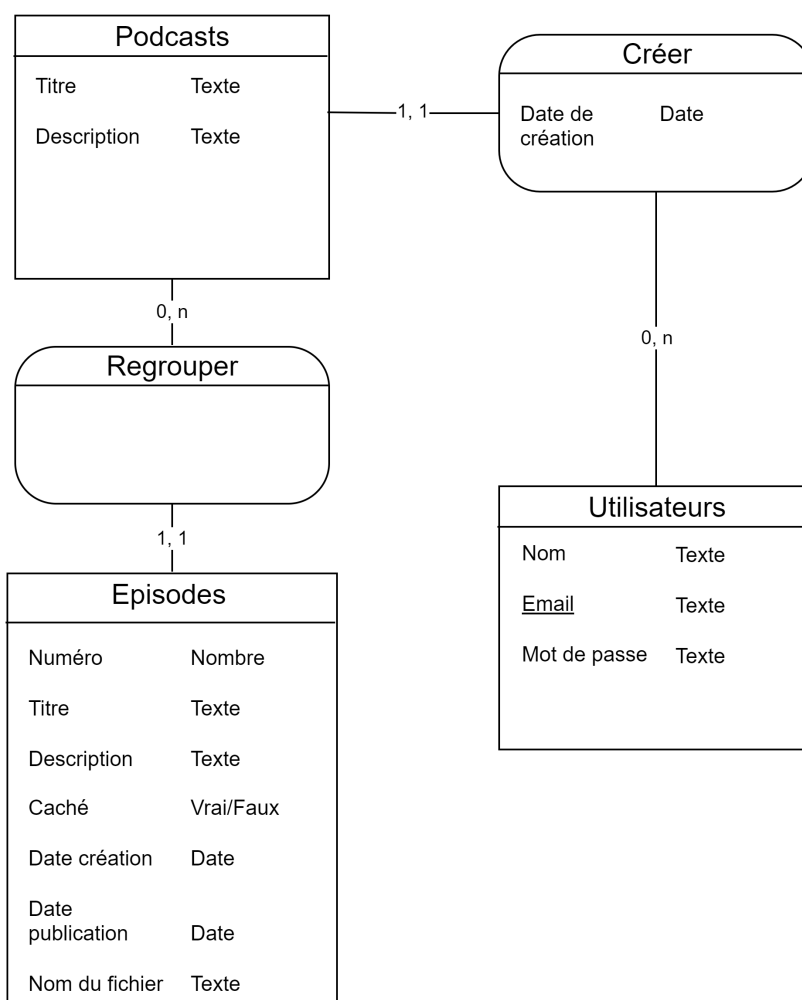 Podcasts
Titre Texte
Description Texte
1, 1
Créer
Date de création Date
0, n
Regrouper
1, 1
0, n
Utilisateurs
Nom Texte
Email Texte
Mot de passe Texte
Episodes
Numéro Nombre
Titre Texte
Description Texte
Caché Vrai/Faux
Date création Date
Date
publication Date
Nom du fichier Texte